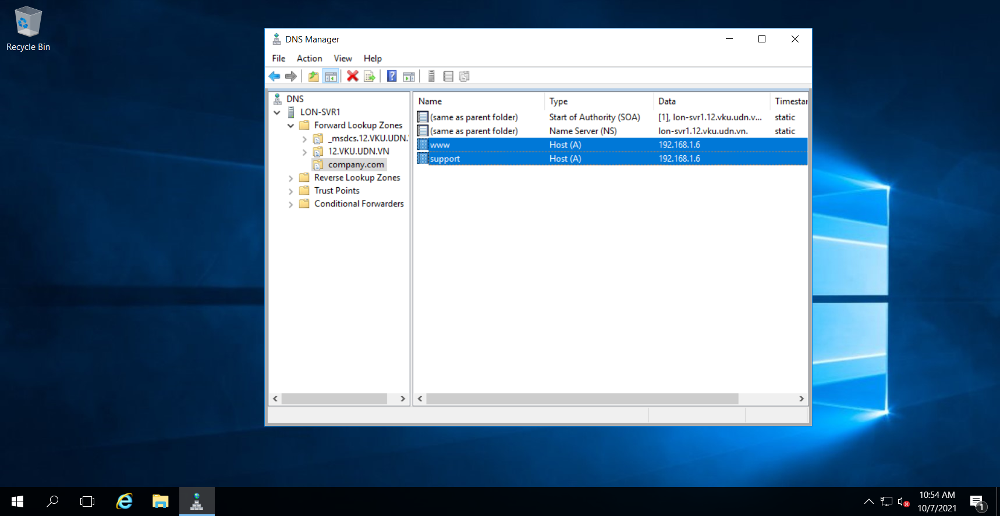 Recycle Bin
DNS Manager
File Action View Help
DNS
LON-SVR1
Forward Lookup Zones
_msdcs.12.VKU.UDN.
12.VKU.UDN.VN
company.com
Reverse Lookup Zones
Trust Points
Conditional Forwarders
Name Type Data Timestar
(same as parent folder) Start of Authority (SOA) [1], lon-svr1.12.vku.udn.v... static
(same as parent folder) Name Server (NS) lon-svr1.12.vku.udn.vn. static
www Host (A) 192.168.1.6
support Host (A) 192.168.1.6
10:54 AM
10/7/2021
1